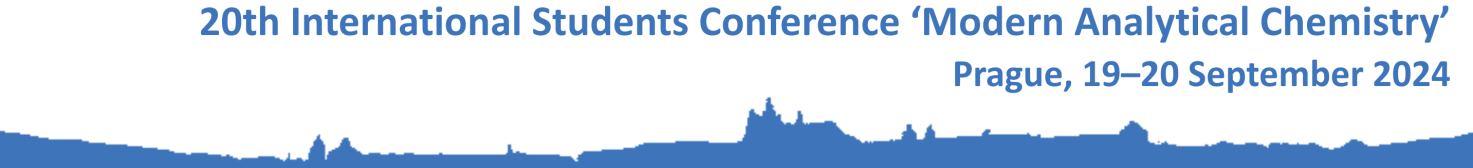 20th International Students Conference ‘Modern Analytical Chemistry’
Prague, 19–20 September 2024